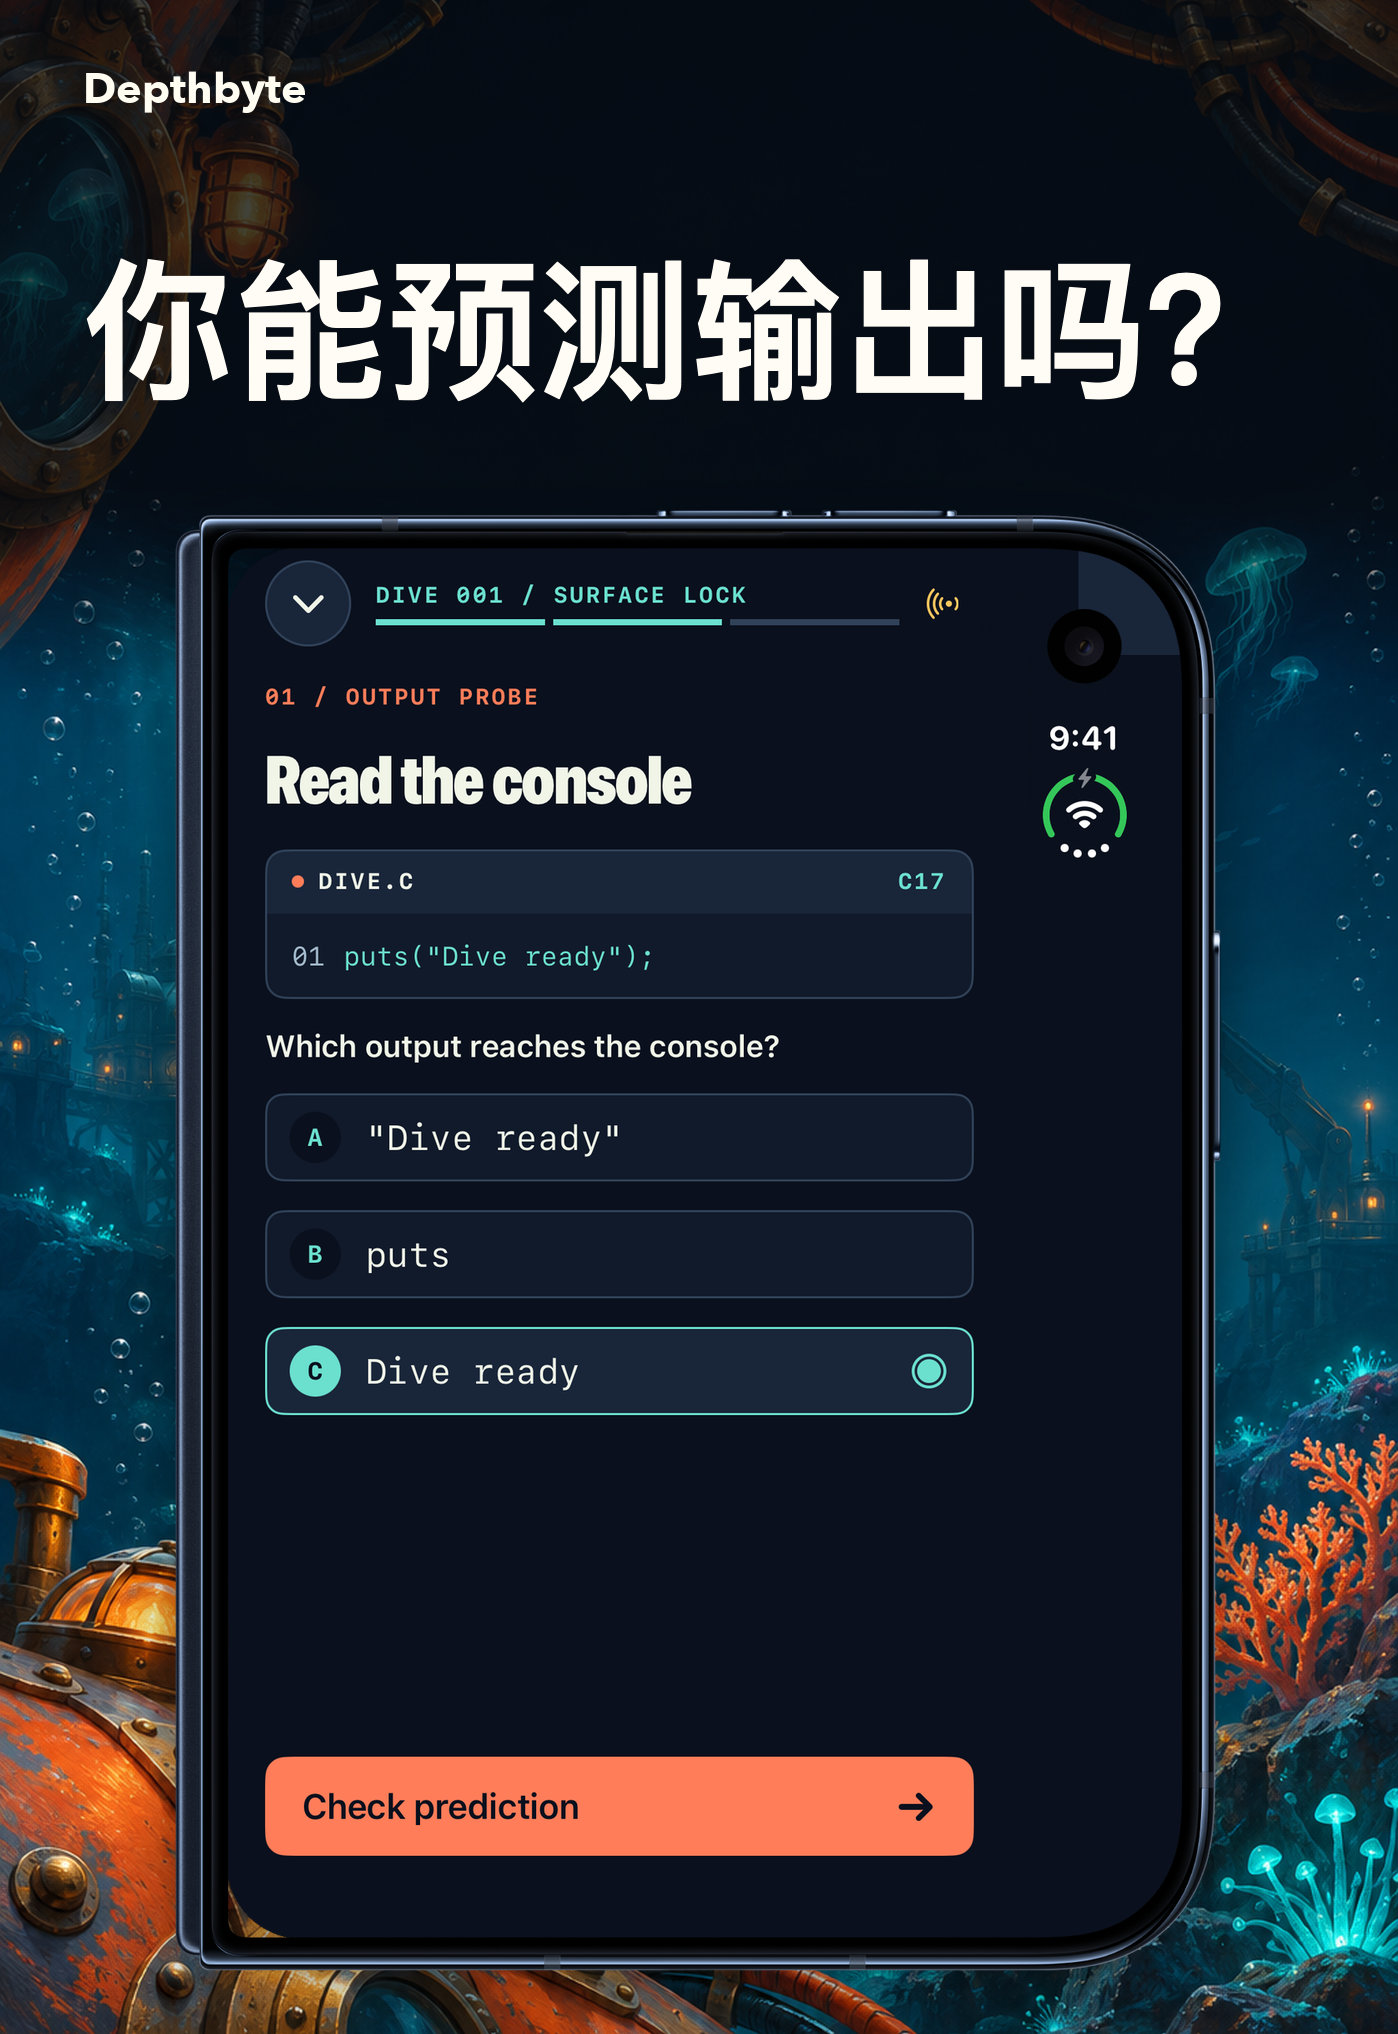 Depthbyte
你能预测输出吗?
DIVE 001 / SURFACE LOCK
01 / OUTPUT PROBE
9:41
Read the console
DIVE.C C17
01 puts("Dive ready");
Which output reaches the console?
A "Dive ready"
B puts
C Dive ready
Check prediction